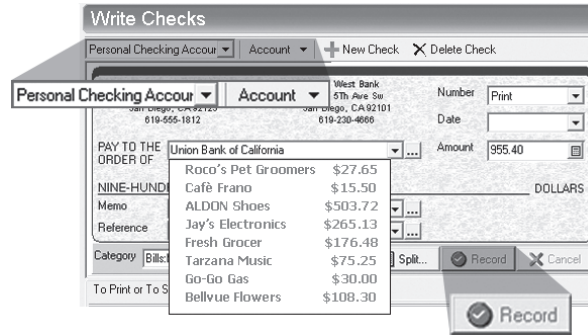 Write Checks
Personal Checking Accour Account New Check Delete Check
Personal Checking Accour Account
West Bank
5Th Ave Sw
San Diego, CA 92123 San Diego, CA 92101
619-555-1812 619-230-4666
Number Print
Date
PAY TO THE
ORDER OF Union Bank of California Amount 955.40
Roco's Pet Groomers $27.65
Cafè Frano $15.50
ALDON Shoes $503.72
Jay's Electronics $265.13
Fresh Grocer $176.48
Tarzana Music $75.25
Go-Go Gas $30.00
Bellvue Flowers $108.30
NINE-HUND DOLLARS
Memo
Reference
Category Bills: Split... Record Cancel
To Print or To S
Record